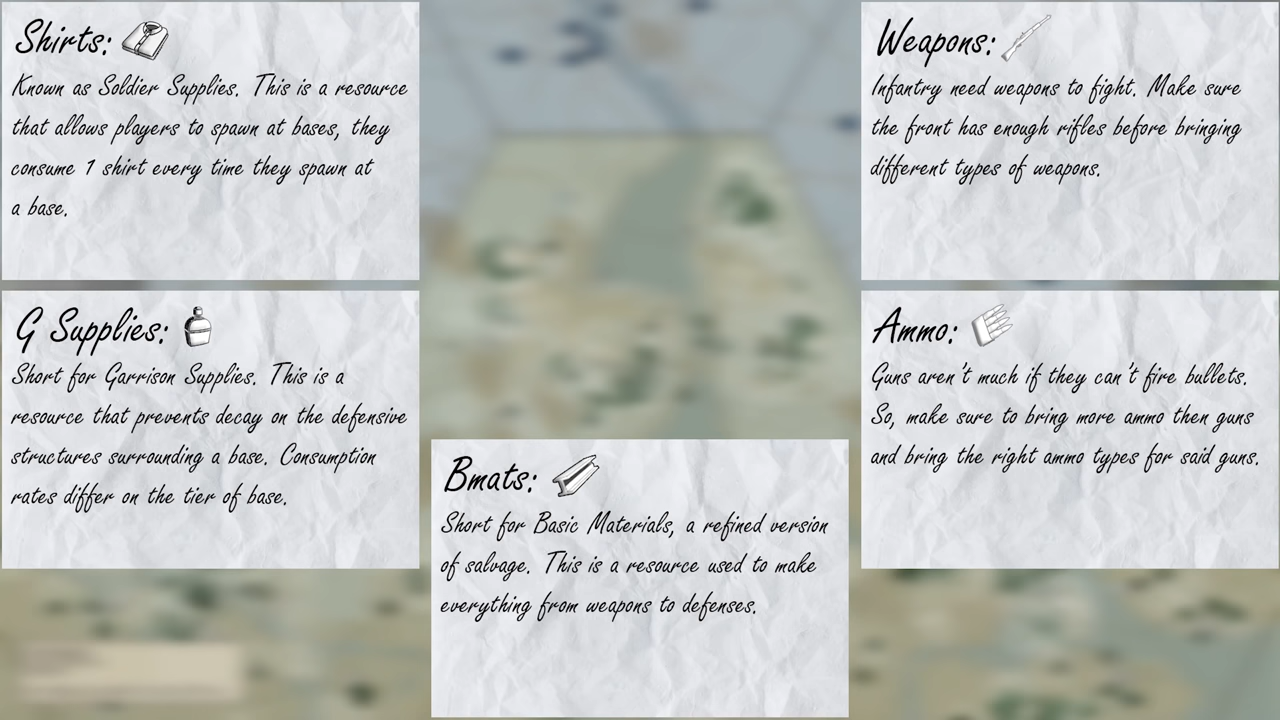 Shirts:
Known as Soldier Supplies. This is a resource
that allows players to spawn at bases, they
consume 1 shirt every time they spawn at
a base.
G Supplies:
Short for Garrison Supplies. This is a
resource that prevents decay on the defensive
structures surrounding a base. Consumption
rates differ on the tier of base.
Bmats:
Short for Basic Materials, a refined version
of salvage. This is a resource used to make
everything from weapons to defenses.
Weapons:
Infantry need weapons to fight. Make sure
the front has enough rifles before bringing
different types of weapons.
Ammo:
Guns aren't much if they can't fire bullets.
So, make sure to bring more ammo then guns
and bring the right ammo types for said guns.